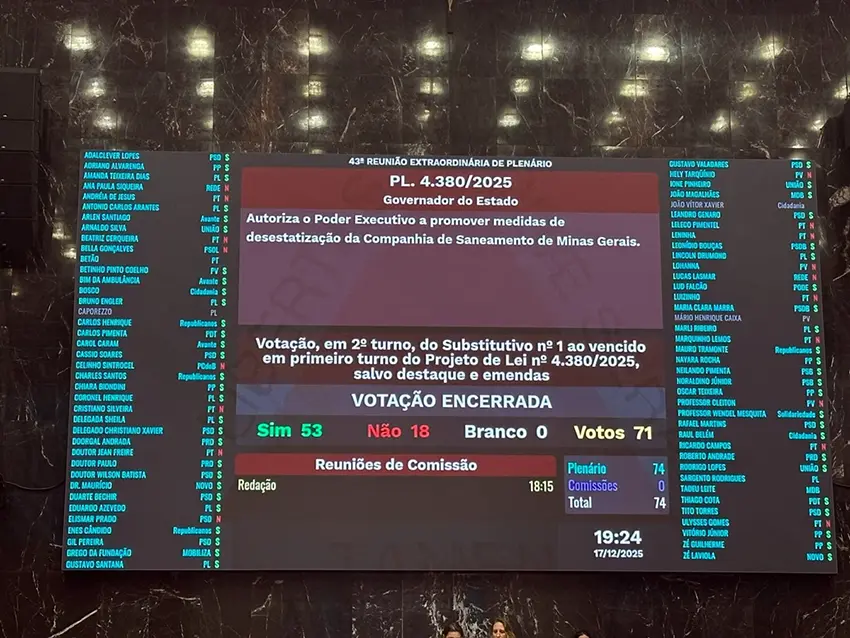 43ª REUNIÃO EXTRAORDINÁRIA DE PLENÁRIO
PL. 4.380/2025
Governador do Estado
Autoriza o Poder Executivo a promover medidas de
desestatização da Companhia de Saneamento de Minas Gerais.
Votação, em 2º turno, do Substitutivo nº 1 ao vencido
em primeiro turno do Projeto de Lei nº 4.380/2025,
salvo destaque e emendas
VOTAÇÃO ENCERRADA
Sim 53 Não 18 Branco 0 Votos 71
Reuniões de Comissão
Redação 18:15
Plenário 74
Comissões 0
Total 74
19:24
17/12/2025
ADALCLEVER LOPES PSD S
ADRIANO ALVARENGA PP S
AMANDA TEIXEIRA DIAS PL S
ANA PAULA SIQUEIRA REDE N
ANDRÉIA DE JESUS PT N
ANTONIO CARLOS ARANTES PL S
ARLEN SANTIAGO Avante S
ARNALDO SILVA UNIÃO S
BEATRIZ CERQUEIRA PT N
BELLA GONÇALVES PSOL N
BETÃO PT
BETINHO PINTO COELHO PV S
BIM DA AMBULÂNCIA Avante S
BOSCO Cidadania S
BRUNO ENGLER PL S
CAPOREZZO PL
CARLOS HENRIQUE Republicanos S
CARLOS PIMENTA PDT S
CAROL CARAM Avante S
CASSIO SOARES PSD S
CELINHO SINTROCEL PCdoB N
CHARLES SANTOS Republicanos S
CHIARA BIONDINI PP S
CORONEL HENRIQUE PL S
CRISTIANO SILVEIRA PT N
DELEGADA SHEILA PL S
DELEGADO CHRISTIANO XAVIER PSD S
DOORGAL ANDRADA PRD S
DOUTOR JEAN FREIRE PT N
DOUTOR PAULO PRD S
DOUTOR WILSON BATISTA PSD S
DR. MAURÍCIO NOVO S
DUARTE BECHIR PSD S
EDUARDO AZEVEDO PL S
ELISMAR PRADO PSD N
ENES CÂNDIDO Republicanos S
GIL PEREIRA PSD S
GREGO DA FUNDAÇÃO MOBILIZA S
GUSTAVO SANTANA PL S
GUSTAVO VALADARES PSD S
HELY TARQÜÍNIO PV N
IONE PINHEIRO UNIÃO S
JOÃO MAGALHÃES MDB S
JOÃO VÍTOR XAVIER Cidadania
LEANDRO GENARO PSD S
LELECO PIMENTEL PT N
LENINHA PT N
LEONÍDIO BOUÇAS PSDB S
LINCOLN DRUMOND PL S
LOHANNA PV N
LUCAS LASMAR REDE N
LUD FALCÃO PODE S
LUIZINHO PT N
MARIA CLARA MARRA PSDB S
MÁRIO HENRIQUE CAIXA PV
MARLI RIBEIRO PL S
MARQUINHO LEMOS PT N
MAURO TRAMONTE Republicanos S
NAYARA ROCHA PP S
NEILANDO PIMENTA PSB S
NORALDINO JÚNIOR PSB S
OSCAR TEIXEIRA PP S
PROFESSOR CLEITON PV N
PROFESSOR WENDEL MESQUITA Solidariedade S
RAFAEL MARTINS PSD S
RAUL BELÉM Cidadania S
RICARDO CAMPOS PT N
ROBERTO ANDRADE PRD S
RODRIGO LOPES UNIÃO S
SARGENTO RODRIGUES PL
TADEU LEITE MDB
THIAGO COTA PDT S
TITO TORRES PSD S
ULYSSES GOMES PT N
VITÓRIO JÚNIOR PP S
ZÉ GUILHERME PP S
ZÉ LAVIOLA NOVO S